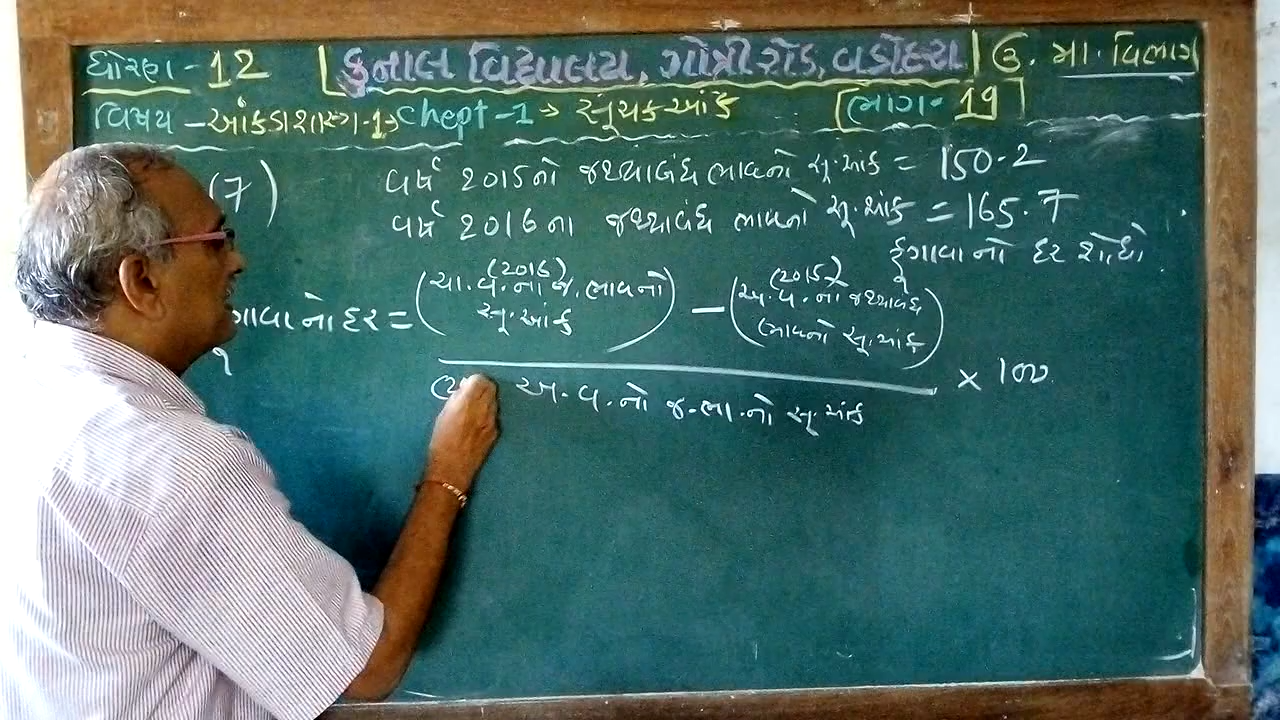 ધોરણ - 12 કુનાલ વિદ્યાલય, ગોત્રી રોડ, વડોદરા ઉ. મા. વિભાગ
વિષય - આંકડાશાસ્ત્ર-1 → chept-1 → સૂચકઆંક ભાગ-19
(7) વર્ષ 2015નો જથ્થાબંધ ભાવનો સૂ.આંક = 150.2
વર્ષ 2016ના જથ્થાબંધ ભાવનો સૂ.આંક = 165.7
ફુગાવાનો દર શોધો.
(2016) (2015)
ગાવાનો દર = (ચા.વ.ના જ.ભાવનો સૂ.આંક) - (અ.વ.ના જથ્થાબંધ ભાવનો સૂ.આંક)
અ.વ.નો જ.ભા.નો સૂ.આંક × 100